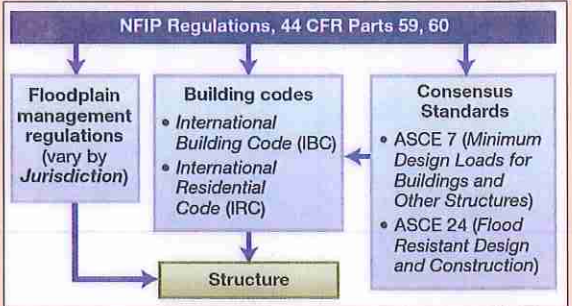 NFIP Regulations, 44 CFR Parts 59, 60
Floodplain
management
regulations
(vary by
Jurisdiction)
Building codes
• International
Building Code (IBC)
• International
Residential
Code (IRC)
Consensus
Standards
• ASCE 7 (Minimum
Design Loads for
Buildings and
Other Structures)
• ASCE 24 (Flood
Resistant Design
and Construction)
Structure